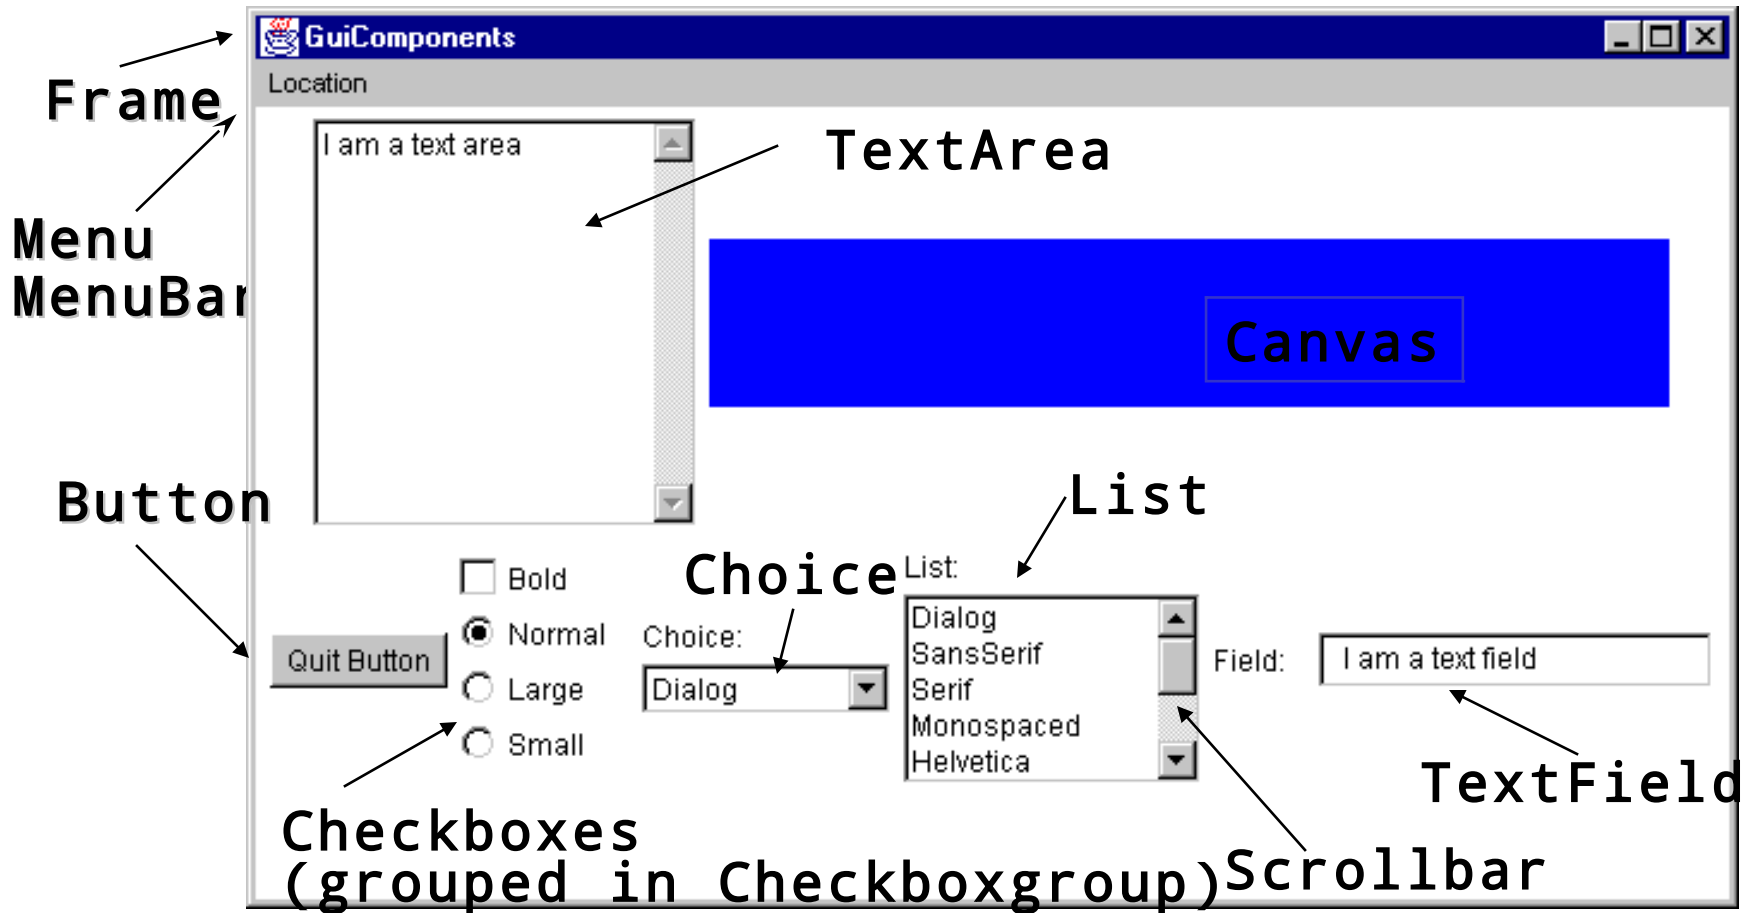 GuiComponents
Location
Frame
I am a text area
TextArea
Menu
MenuBar
Canvas
Button
List
Choice
List:
Bold
Normal
Large
Small
Quit Button
Choice:
Dialog
Dialog
SansSerif
Serif
Monospaced
Helvetica
Field:
I am a text field
TextField
Checkboxes
(grouped in Checkboxgroup)
Scrollbar